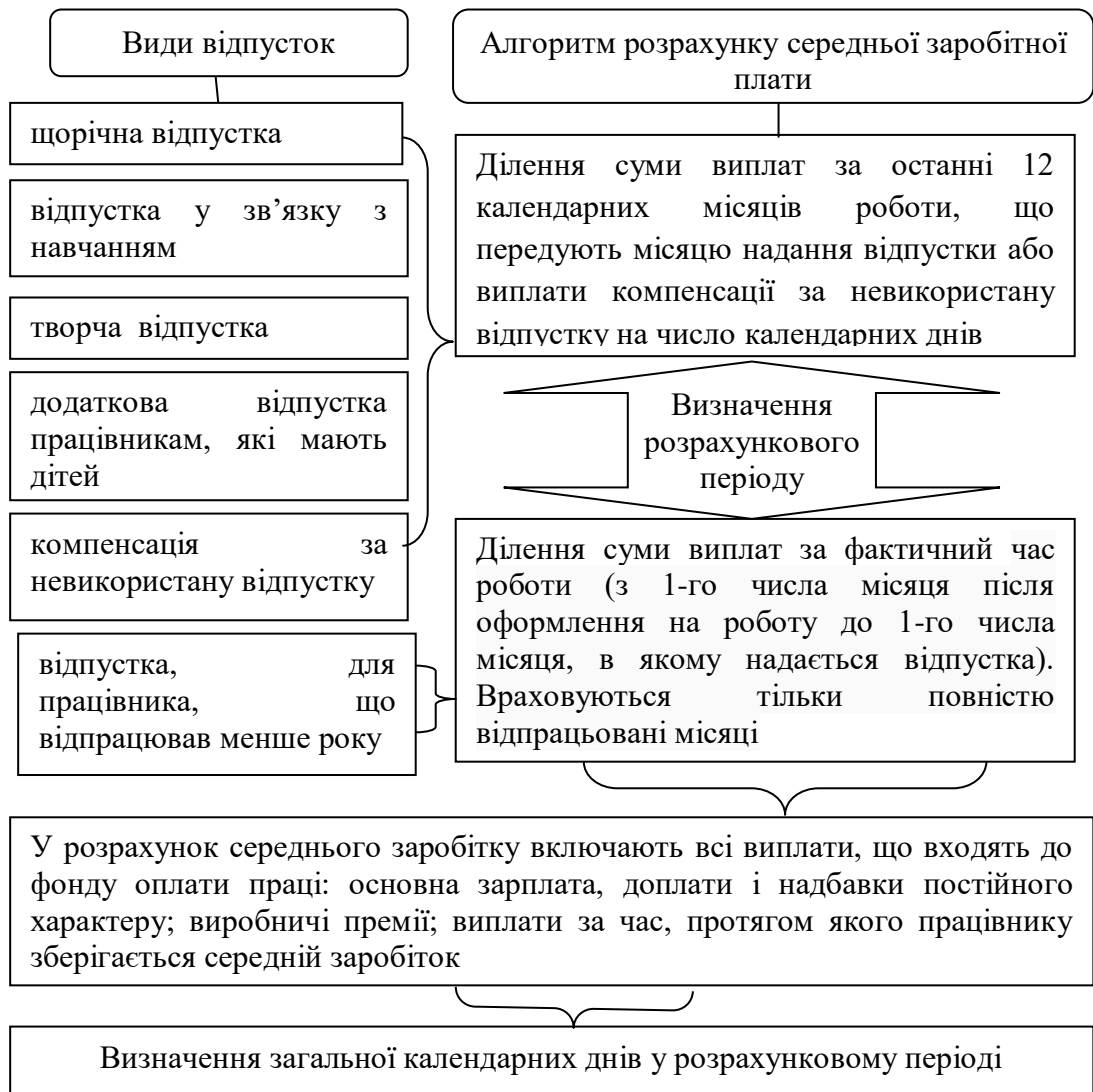 Види відпусток
Алгоритм розрахунку середньої заробітної
плати
щорічна відпустка
відпустка у зв’язку з
навчанням
творча відпустка
додаткова відпустка
працівникам, які мають
дітей
компенсація за
невикористану відпустку
відпустка, для
працівника, що
відпрацював менше року
Ділення суми виплат за останні 12
календарних місяців роботи, що
передують місяцю надання відпустки або
виплати компенсації за невикористану
відпустку на число календарних днів
Визначення
розрахункового
періоду
Ділення суми виплат за фактичний час
роботи (з 1-го числа місяця після
оформлення на роботу до 1-го числа
місяця, в якому надається відпустка).
Враховуються тільки повністю
відпрацьовані місяці
У розрахунок середнього заробітку включають всі виплати, що входять до
фонду оплати праці: основна зарплата, доплати і надбавки постійного
характеру; виробничі премії; виплати за час, протягом якого працівнику
зберігається середній заробіток
Визначення загальної календарних днів у розрахунковому періоді